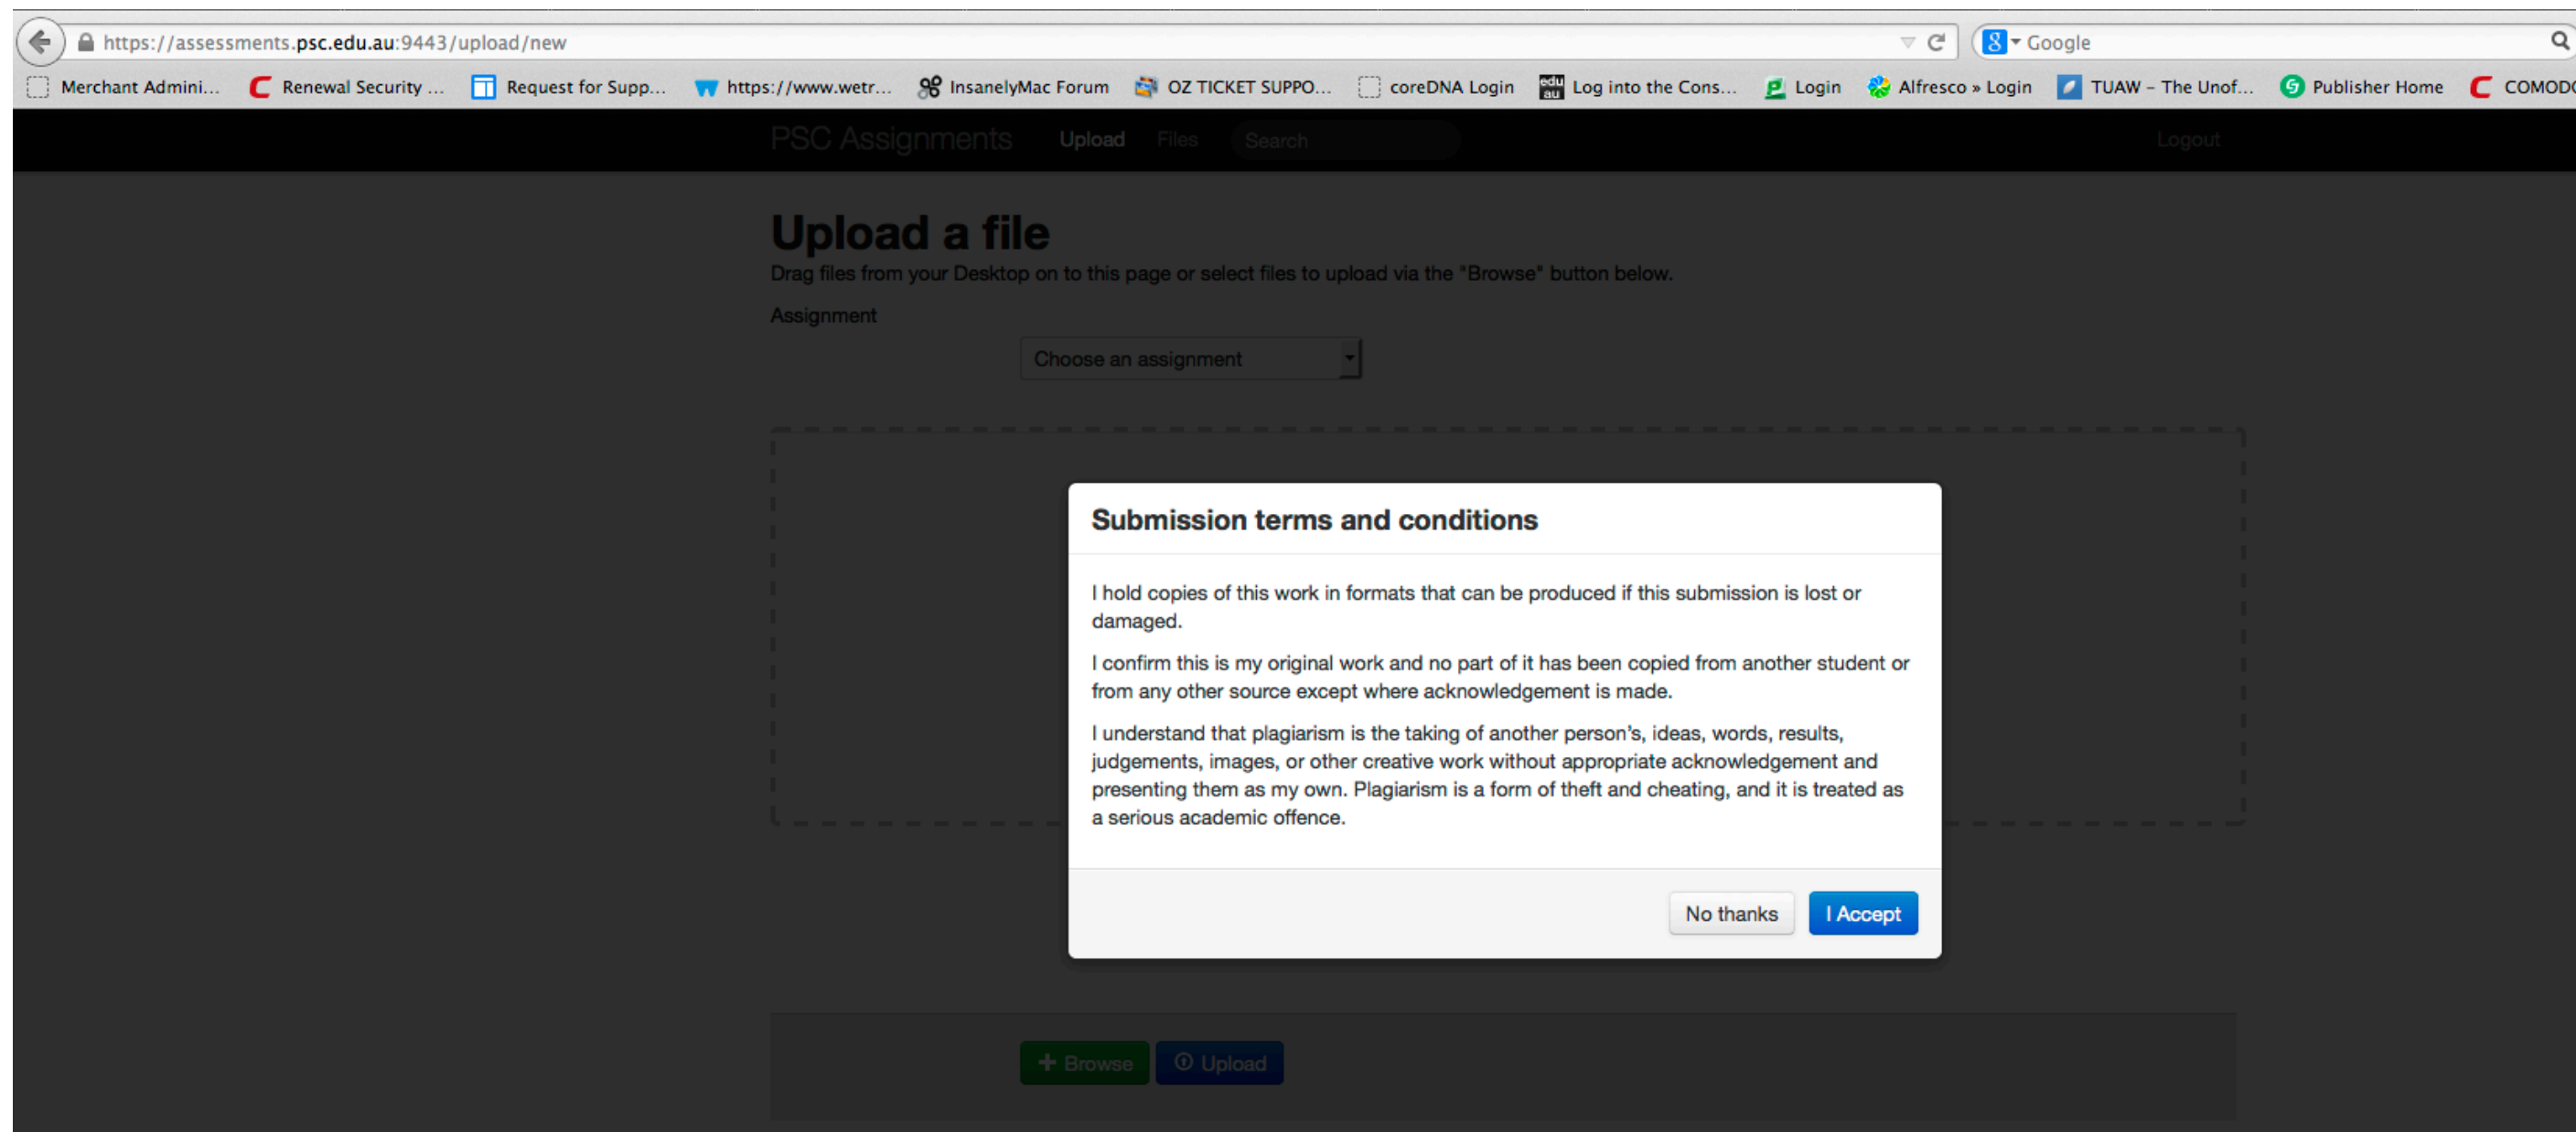 https://assessments.psc.edu.au:9443/upload/new
Google
Merchant Admini... Renewal Security ... Request for Supp... https://www.wetr... InsanelyMac Forum OZ TICKET SUPPO... coreDNA Login Log into the Cons... Login Alfresco » Login TUAW – The Unof... Publisher Home COMODO
PSC Assignments Upload Files Search Logout
Upload a file
Drag files from your Desktop on to this page or select files to upload via the "Browse" button below.
Assignment
Choose an assignment
Submission terms and conditions
I hold copies of this work in formats that can be produced if this submission is lost or
damaged.
I confirm this is my original work and no part of it has been copied from another student or
from any other source except where acknowledgement is made.
I understand that plagiarism is the taking of another person’s, ideas, words, results,
judgements, images, or other creative work without appropriate acknowledgement and
presenting them as my own. Plagiarism is a form of theft and cheating, and it is treated as
a serious academic offence.
No thanks I Accept
Browse Upload